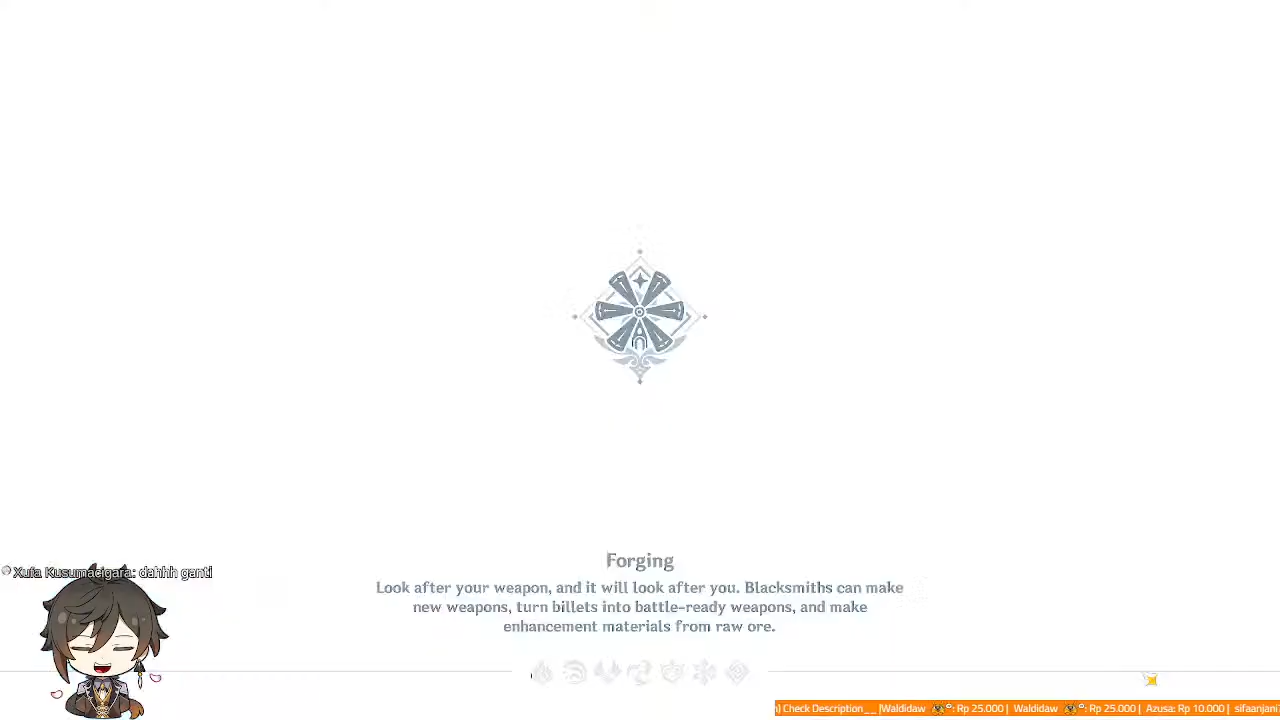 Forging
Xufa Kusumaegara: dahhh ganti
Look after your weapon, and it will look after you. Blacksmiths can make
new weapons, turn billets into battle-ready weapons, and make
enhancement materials from raw ore.
) Check Description__ |Waldidaw : Rp 25.000 | Waldidaw : Rp 25.000 | Azusa: Rp 10.000 | sifaanjani